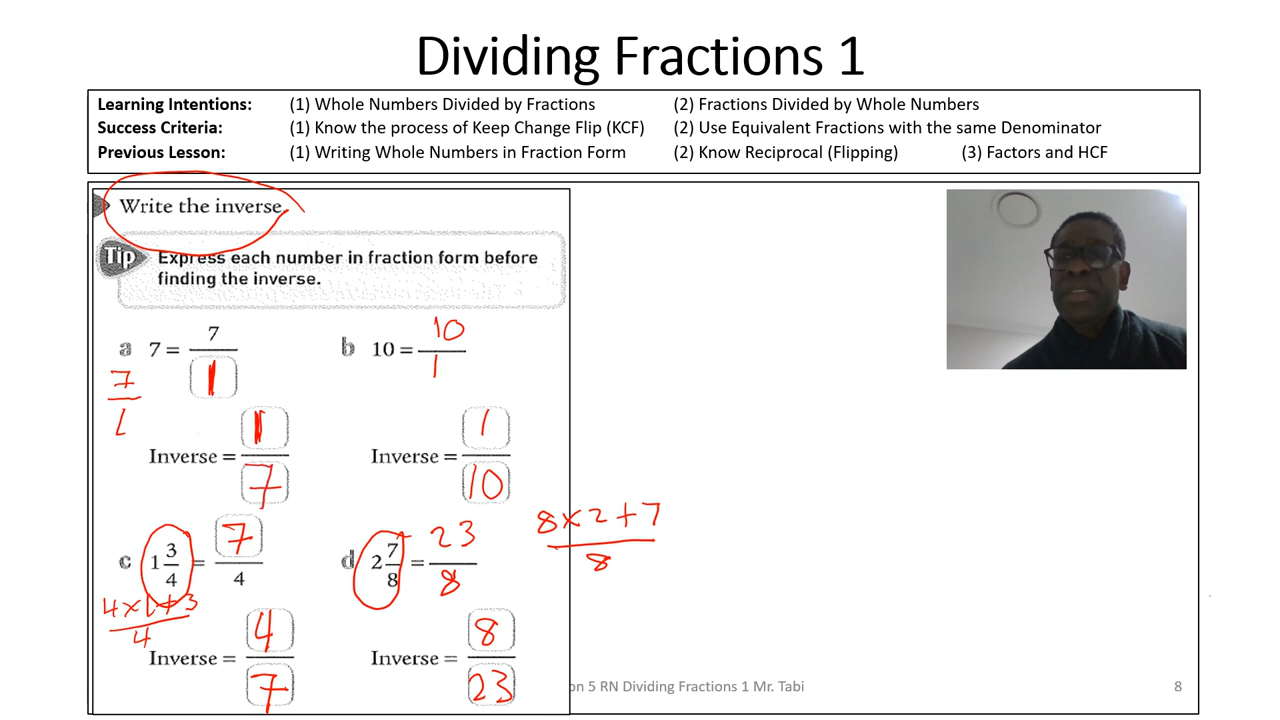 Dividing Fractions 1
Learning Intentions: (1) Whole Numbers Divided by Fractions (2) Fractions Divided by Whole Numbers
Success Criteria: (1) Know the process of Keep Change Flip (KCF) (2) Use Equivalent Fractions with the same Denominator
Previous Lesson: (1) Writing Whole Numbers in Fraction Form (2) Know Reciprocal (Flipping) (3) Factors and HCF
Write the inverse.
Tip Express each number in fraction form before
finding the inverse.
a 7 = 7/1 b 10 = 10/1
7/1
Inverse = 1/7 Inverse = 1/10
c 1 3/4 = 7/4 d 2 7/8 = 23/8 8×2+7/8
4×1+3/4
Inverse = 4/7 Inverse = 8/23
on 5 RN Dividing Fractions 1 Mr. Tabi 8